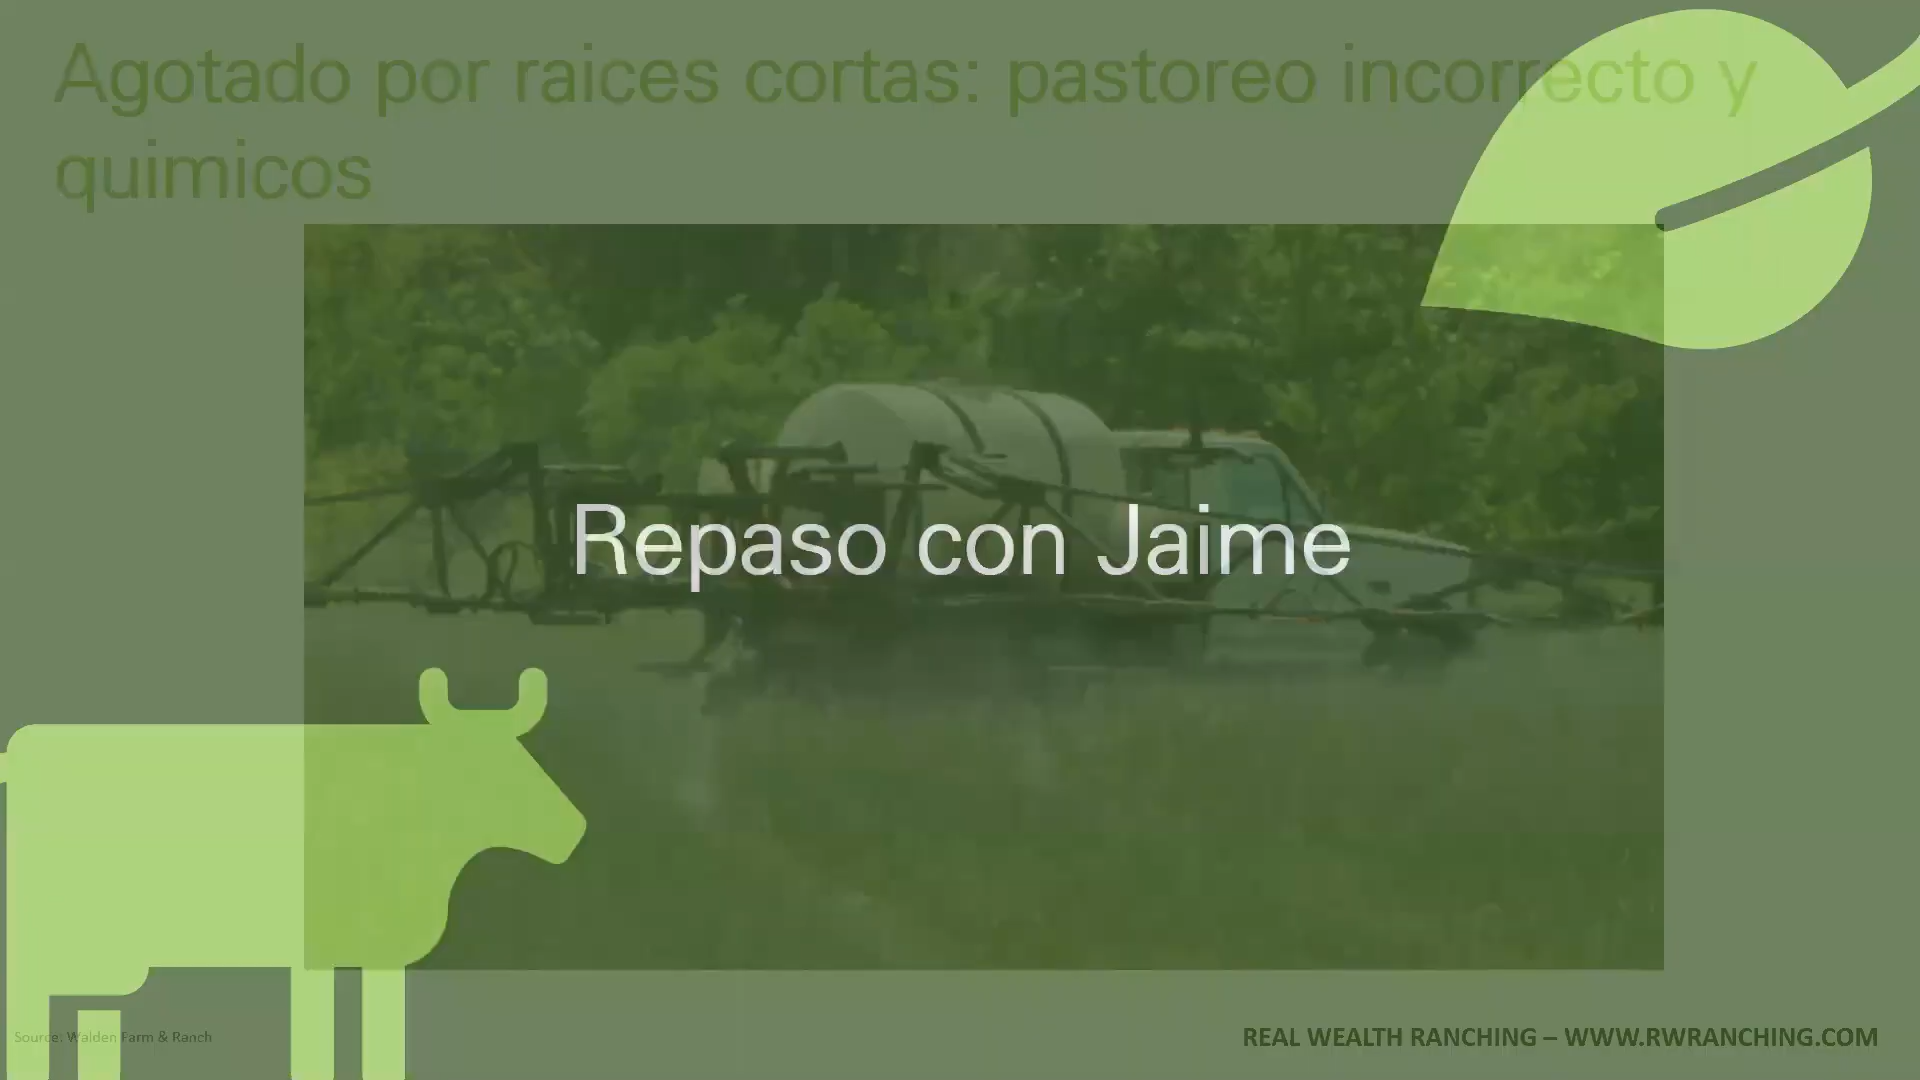 Agotado por raices cortas: pastoreo incorrecto y
quimicos
Repaso con Jaime
Source: Walden Farm & Ranch
REAL WEALTH RANCHING – WWW.RWRANCHING.COM